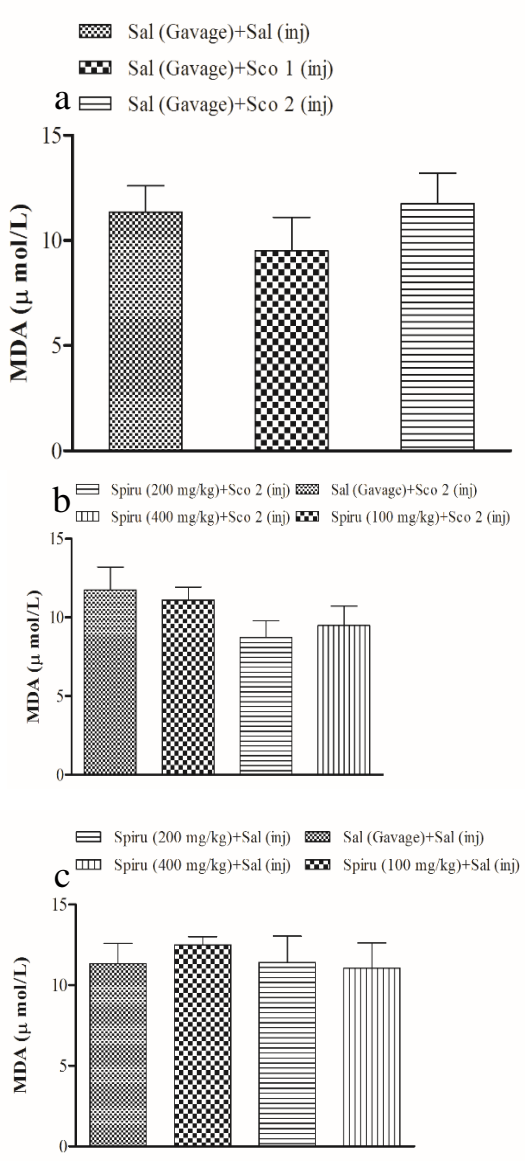 Sal (Gavage)+Sal (inj)
Sal (Gavage)+Sco 1 (inj)
a Sal (Gavage)+Sco 2 (inj)
15
10
5
0
MDA (μ mol/L)
b Spiru (200 mg/kg)+Sco 2 (inj) Sal (Gavage)+Sco 2 (inj)
Spiru (400 mg/kg)+Sco 2 (inj) Spiru (100 mg/kg)+Sco 2 (inj)
15
10
5
0
MDA (μ mol/L)
Spiru (200 mg/kg)+Sal (inj) Sal (Gavage)+Sal (inj)
c Spiru (400 mg/kg)+Sal (inj) Spiru (100 mg/kg)+Sal (inj)
15
10
5
0
MDA (μ mol/L)